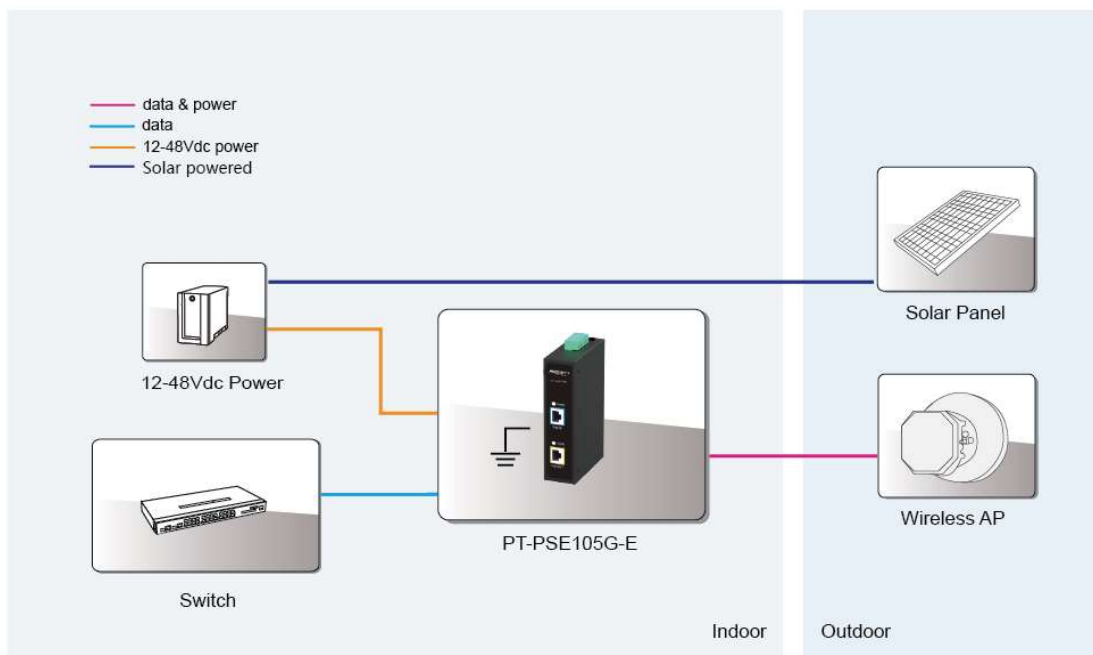 data & power
data
12-48Vdc power
Solar powered
Solar Panel
12-48Vdc Power
Wireless AP
PT-PSE105G-E
Switch
Indoor
Outdoor